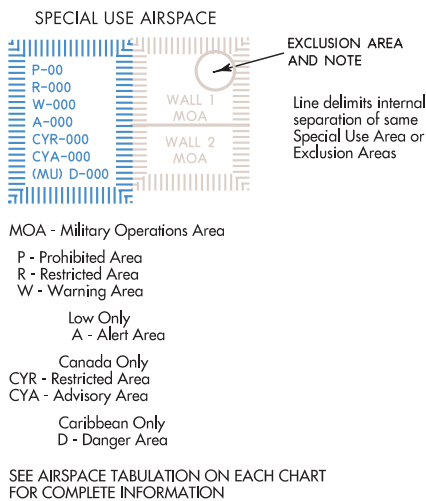 SPECIAL USE AIRSPACE
P-00
R-000
W-000
A-000
CYR-000
CYA-000
(MU) D-000
WALL 1
MOA
WALL 2
MOA
EXCLUSION AREA
AND NOTE
Line delimits internal
separation of same
Special Use Area or
Exclusion Areas
MOA - Military Operations Area
P - Prohibited Area
R - Restricted Area
W - Warning Area
Low Only
A - Alert Area
Canada Only
CYR - Restricted Area
CYA - Advisory Area
Caribbean Only
D - Danger Area
SEE AIRSPACE TABULATION ON EACH CHART
FOR COMPLETE INFORMATION